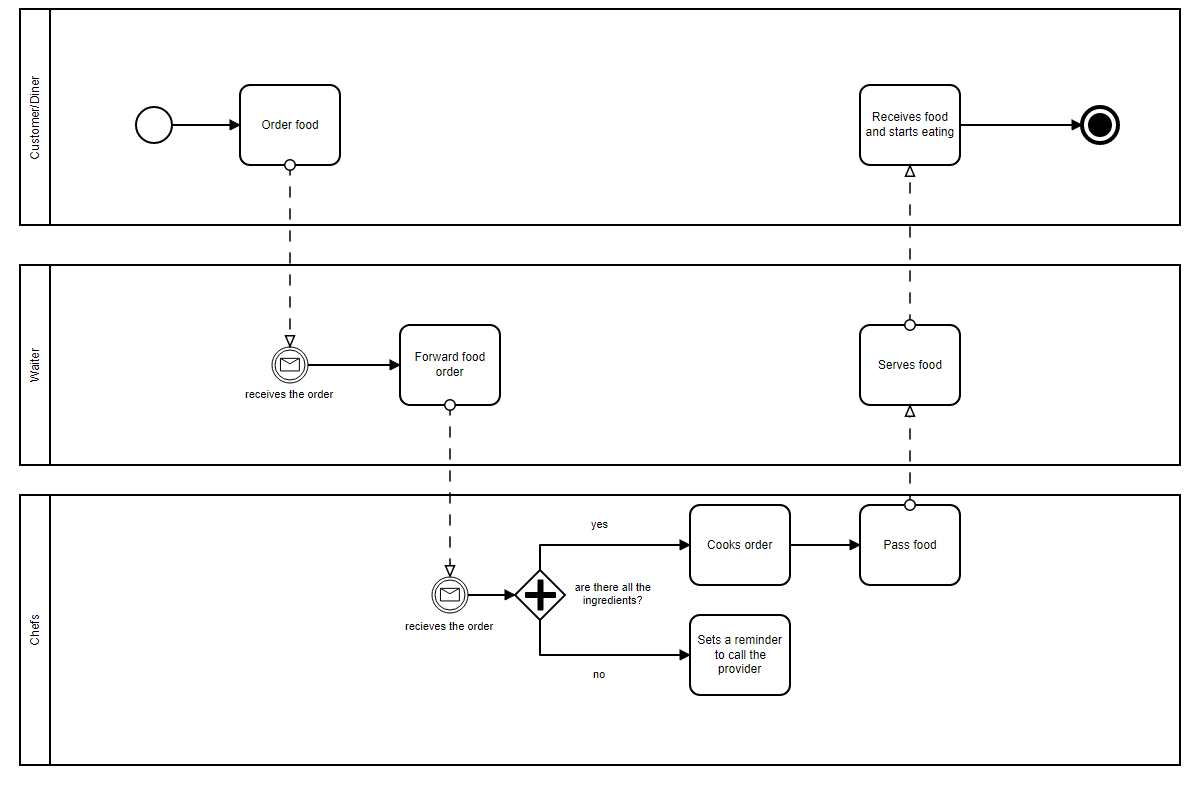 Customer/Diner
Order food
Receives food
and starts eating
Waiter
receives the order
Forward food
order
Serves food
Chefs
recieves the order
yes
are there all the
ingredients?
no
Cooks order
Pass food
Sets a reminder
to call the
provider